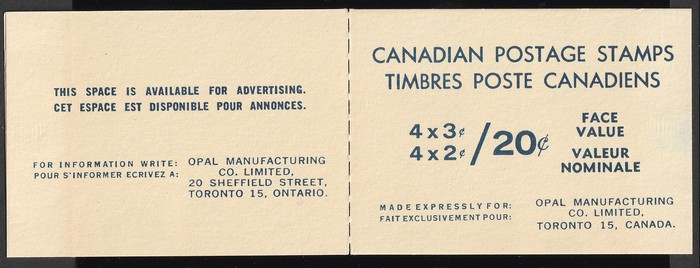 THIS SPACE IS AVAILABLE FOR ADVERTISING.
CET ESPACE EST DISPONIBLE POUR ANNONCES.
FOR INFORMATION WRITE:
POUR S'INFORMER ECRIVEZ A:
OPAL MANUFACTURING
CO. LIMITED,
20 SHEFFIELD STREET,
TORONTO 15, ONTARIO.
CANADIAN POSTAGE STAMPS
TIMBRES POSTE CANADIENS
4 x 3¢
4 x 2¢
/20¢
FACE
VALUE
VALEUR
NOMINALE
MADE EXPRESSLY FOR:
FAIT EXCLUSIVEMENT POUR:
OPAL MANUFACTURING
CO. LIMITED,
TORONTO 15, CANADA.